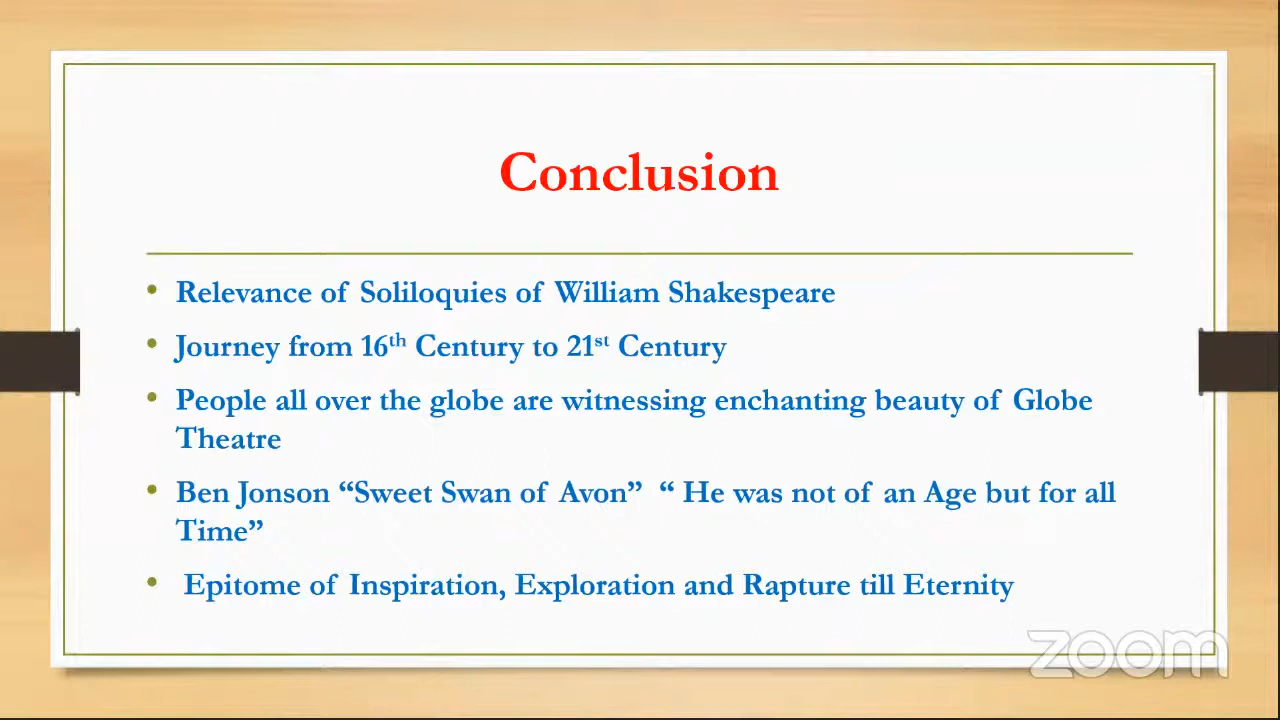 Conclusion
• Relevance of Soliloquies of William Shakespeare
• Journey from 16th Century to 21st Century
• People all over the globe are witnessing enchanting beauty of Globe
Theatre
• Ben Jonson “Sweet Swan of Avon” “ He was not of an Age but for all
Time”
• Epitome of Inspiration, Exploration and Rapture till Eternity
zoom